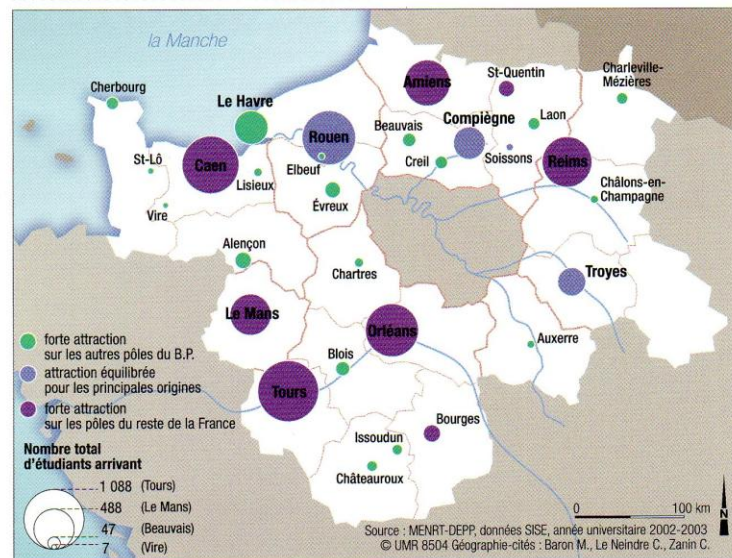 la Manche
Cherbourg
Le Havre
Amiens
St-Quentin
Charleville-
Mézières
Rouen
Beauvais
Compiègne
Laon
St-Lô
Caen
Lisieux
Elbeuf
Creil
Soissons
Reims
Vire
Évreux
Châlons-en-
Champagne
Alençon
Chartres
Troyes
Le Mans
Orléans
Auxerre
Blois
Tours
Bourges
Issoudun
Châteauroux
forte attraction
sur les autres pôles du B.P.
attraction équilibrée
pour les principales origines
forte attraction
sur les pôles du reste de la France
Nombre total
d'étudiants arrivant
1 088 (Tours)
488 (Le Mans)
47 (Beauvais)
7 (Vire)
0 100 km
N
Source : MENRT-DEPP, données SISE, année universitaire 2002-2003
© UMR 8504 Géographie-cités : Baron M., Le Neindre C., Zanin C.